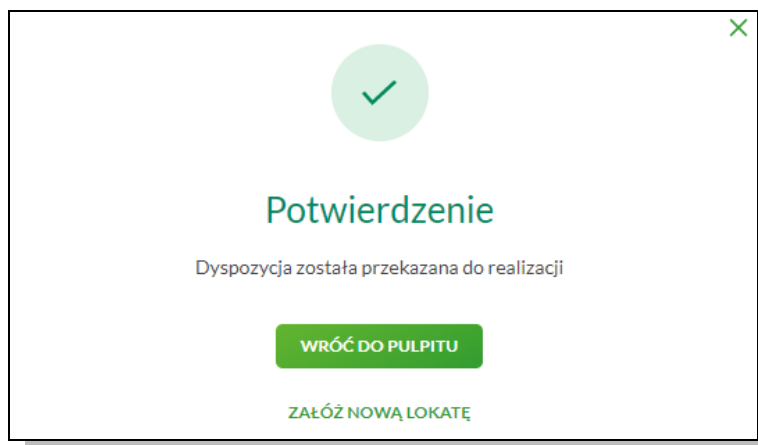 Potwierdzenie
Dyspozycja została przekazana do realizacji
WRÓĆ DO PULPITU
ZAŁÓŻ NOWĄ LOKATĘ